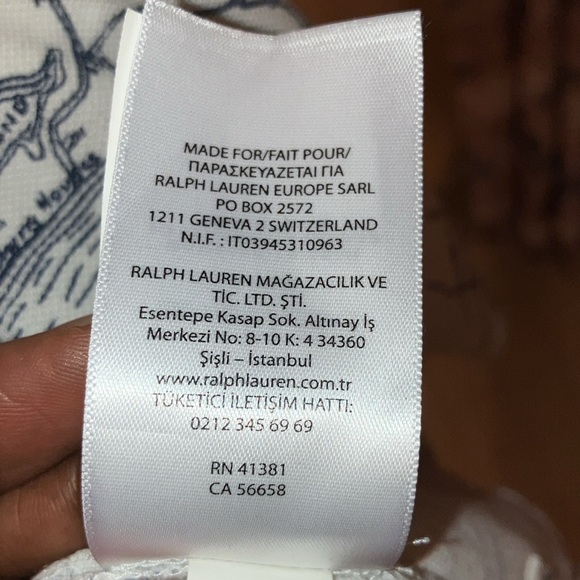 MADE FOR/FAIT POUR/
ΠΑΡΑΣΚΕΥΑΖΕΤΑΙ ΓΙΑ
RALPH LAUREN EUROPE SARL
PO BOX 2572
1211 GENEVA 2 SWITZERLAND
N.I.F. : IT03945310963
RALPH LAUREN MAĞAZACILIK VE
TİC. LTD. ŞTİ.
Esentepe Kasap Sok. Altınay İş
Merkezi No: 8-10 K: 4 34360
Şişli – İstanbul
www.ralphlauren.com.tr
TÜKETİCİ İLETİŞİM HATTI:
0212 345 69 69
RN 41381
CA 56658